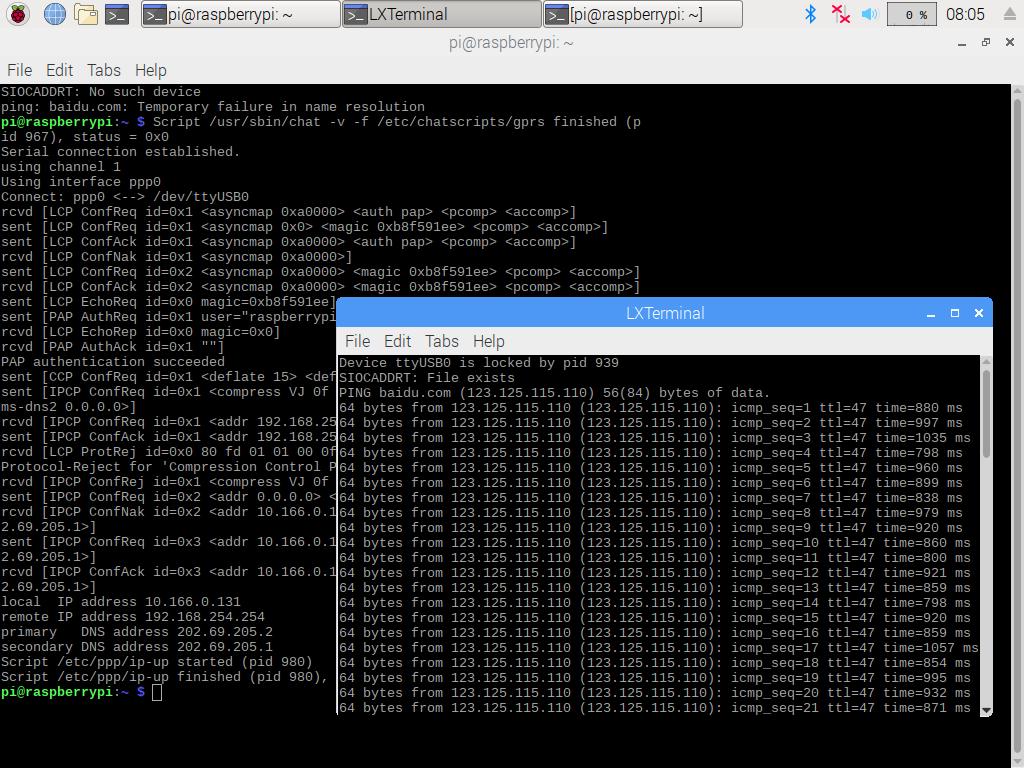 pi@raspberrypi: ~
LXTerminal
[pi@raspberrypi: ~]
0 %
08:05
pi@raspberrypi: ~
File Edit Tabs Help
SIOCADDRT: No such device
ping: baidu.com: Temporary failure in name resolution
pi@raspberrypi:~ $ Script /usr/sbin/chat -v -f /etc/chatscripts/gprs finished (p
id 967), status = 0x0
Serial connection established.
using channel 1
Using interface ppp0
Connect: ppp0 <--> /dev/ttyUSB0
rcvd [LCP ConfReq id=0x1 <asyncmap 0xa0000> <auth pap> <pcomp> <accomp>]
sent [LCP ConfReq id=0x1 <asyncmap 0x0> <magic 0xb8f591ee> <pcomp> <accomp>]
sent [LCP ConfAck id=0x1 <asyncmap 0xa0000> <auth pap> <pcomp> <accomp>]
rcvd [LCP ConfNak id=0x1 <asyncmap 0xa0000>]
sent [LCP ConfReq id=0x2 <asyncmap 0xa0000> <magic 0xb8f591ee> <pcomp> <accomp>]
rcvd [LCP ConfAck id=0x2 <asyncmap 0xa0000> <magic 0xb8f591ee> <pcomp> <accomp>]
sent [LCP EchoReq id=0x0 magic=0xb8f591ee]
sent [PAP AuthReq id=0x1 user="raspberrypi
rcvd [LCP EchoRep id=0x0 magic=0x0]
rcvd [PAP AuthAck id=0x1 ""]
PAP authentication succeeded
sent [CCP ConfReq id=0x1 <deflate 15> <def
sent [IPCP ConfReq id=0x1 <compress VJ 0f
ms-dns2 0.0.0.0>]
rcvd [IPCP ConfReq id=0x1 <addr 192.168.25
sent [IPCP ConfAck id=0x1 <addr 192.168.25
rcvd [LCP ProtRej id=0x0 80 fd 01 01 00 0f
Protocol-Reject for 'Compression Control P
rcvd [IPCP ConfRej id=0x1 <compress VJ 0f
sent [IPCP ConfReq id=0x2 <addr 0.0.0.0> <
rcvd [IPCP ConfNak id=0x2 <addr 10.166.0.1
2.69.205.1>]
sent [IPCP ConfReq id=0x3 <addr 10.166.0.1
2.69.205.1>]
rcvd [IPCP ConfAck id=0x3 <addr 10.166.0.1
2.69.205.1>]
local  IP address 10.166.0.131
remote IP address 192.168.254.254
primary   DNS address 202.69.205.2
secondary DNS address 202.69.205.1
Script /etc/ppp/ip-up started (pid 980)
Script /etc/ppp/ip-up finished (pid 980),
pi@raspberrypi:~ $
LXTerminal
File Edit Tabs Help
Device ttyUSB0 is locked by pid 939
SIOCADDRT: File exists
PING baidu.com (123.125.115.110) 56(84) bytes of data.
64 bytes from 123.125.115.110 (123.125.115.110): icmp_seq=1 ttl=47 time=880 ms
64 bytes from 123.125.115.110 (123.125.115.110): icmp_seq=2 ttl=47 time=997 ms
64 bytes from 123.125.115.110 (123.125.115.110): icmp_seq=3 ttl=47 time=1035 ms
64 bytes from 123.125.115.110 (123.125.115.110): icmp_seq=4 ttl=47 time=798 ms
64 bytes from 123.125.115.110 (123.125.115.110): icmp_seq=5 ttl=47 time=960 ms
64 bytes from 123.125.115.110 (123.125.115.110): icmp_seq=6 ttl=47 time=899 ms
64 bytes from 123.125.115.110 (123.125.115.110): icmp_seq=7 ttl=47 time=838 ms
64 bytes from 123.125.115.110 (123.125.115.110): icmp_seq=8 ttl=47 time=979 ms
64 bytes from 123.125.115.110 (123.125.115.110): icmp_seq=9 ttl=47 time=920 ms
64 bytes from 123.125.115.110 (123.125.115.110): icmp_seq=10 ttl=47 time=860 ms
64 bytes from 123.125.115.110 (123.125.115.110): icmp_seq=11 ttl=47 time=800 ms
64 bytes from 123.125.115.110 (123.125.115.110): icmp_seq=12 ttl=47 time=921 ms
64 bytes from 123.125.115.110 (123.125.115.110): icmp_seq=13 ttl=47 time=859 ms
64 bytes from 123.125.115.110 (123.125.115.110): icmp_seq=14 ttl=47 time=798 ms
64 bytes from 123.125.115.110 (123.125.115.110): icmp_seq=15 ttl=47 time=920 ms
64 bytes from 123.125.115.110 (123.125.115.110): icmp_seq=16 ttl=47 time=859 ms
64 bytes from 123.125.115.110 (123.125.115.110): icmp_seq=17 ttl=47 time=1057 ms
64 bytes from 123.125.115.110 (123.125.115.110): icmp_seq=18 ttl=47 time=854 ms
64 bytes from 123.125.115.110 (123.125.115.110): icmp_seq=19 ttl=47 time=995 ms
64 bytes from 123.125.115.110 (123.125.115.110): icmp_seq=20 ttl=47 time=932 ms
64 bytes from 123.125.115.110 (123.125.115.110): icmp_seq=21 ttl=47 time=871 ms